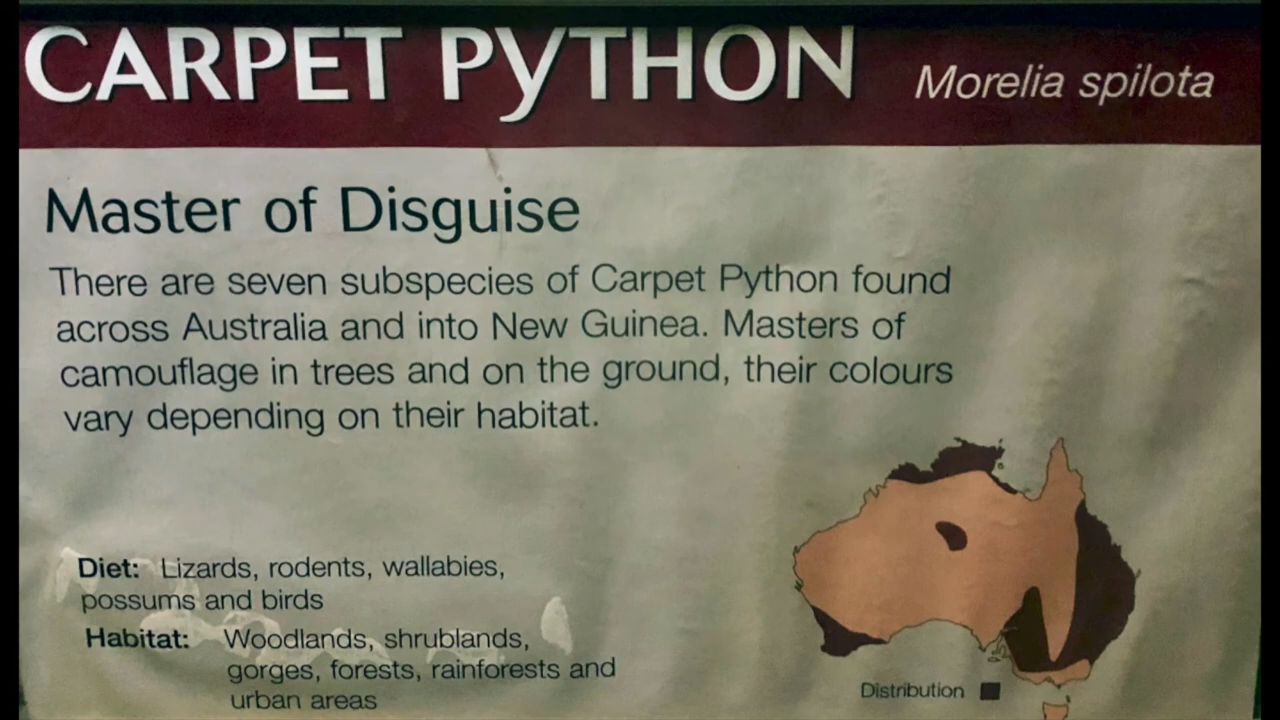 CARPET PYTHON Morelia spilota
Master of Disguise
There are seven subspecies of Carpet Python found
across Australia and into New Guinea. Masters of
camouflage in trees and on the ground, their colours
vary depending on their habitat.
Diet: Lizards, rodents, wallabies,
possums and birds
Habitat: Woodlands, shrublands,
gorges, forests, rainforests and
urban areas
Distribution